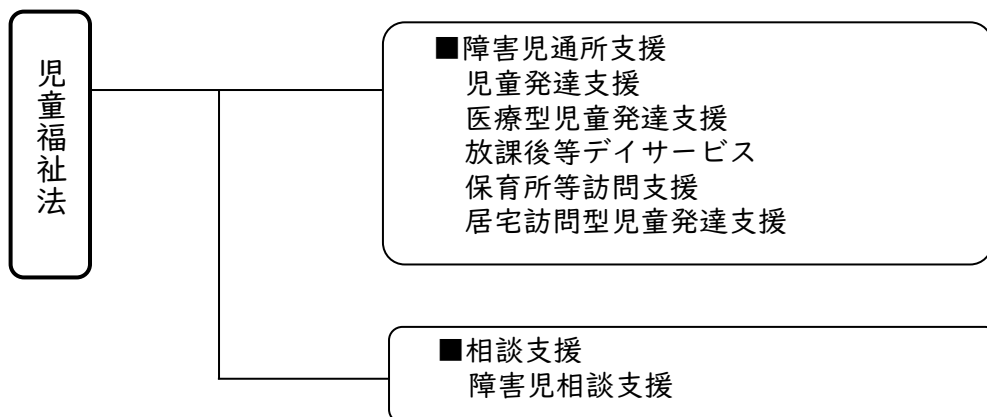 児童福祉法
■障害児通所支援
児童発達支援
医療型児童発達支援
放課後等デイサービス
保育所等訪問支援
居宅訪問型児童発達支援
■相談支援
障害児相談支援